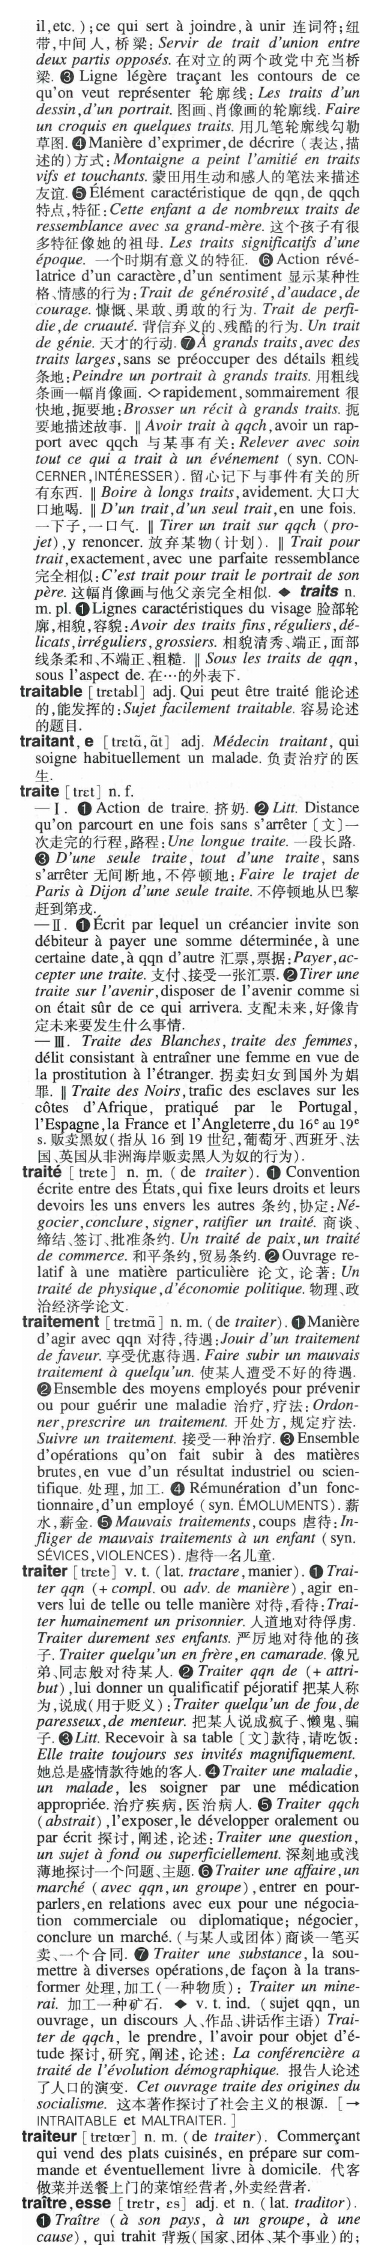 il, etc.); ce qui sert à joindre, à unir 连词符;纽
带,中间人,桥梁: Servir de trait d'union entre
deux partis opposés. 在对立的两个政党中充当桥
梁. ❸ Ligne légère traçant les contours de ce
qu'on veut représenter 轮廓线: Les traits d'un
dessin, d'un portrait. 图画、肖像画的轮廓线. Faire
un croquis en quelques traits. 用几笔轮廓线勾勒
草图. ❹ Manière d'exprimer, de décrire (表达,描
述的)方式: Montaigne a peint l'amitié en traits
vifs et touchants. 蒙田用生动和感人的笔法来描述
友谊. ❺ Élément caractéristique de qqn, de qqch
特点,特征: Cette enfant a de nombreux traits de
ressemblance avec sa grand-mère. 这个孩子有很
多特征像她的祖母. Les traits significatifs d'une
époque. 一个时期有意义的特征. ❻ Action révé-
latrice d'un caractère, d'un sentiment 显示某种性
格、情感的行为: Trait de générosité, d'audace, de
courage. 慷慨、果敢、勇敢的行为. Trait de perfi-
die, de cruauté. 背信弃义的、残酷的行为. Un trait
de génie. 天才的行动. ❼ À grands traits, avec des
traits larges, sans se préoccuper des détails 粗线
条地: Peindre un portrait à grands traits. 用粗线
条画一幅肖像画. ◇ rapidement, sommairement 很
快地,扼要地: Brosser un récit à grands traits. 扼
要地描述故事. ‖ Avoir trait à qqch, avoir un rap-
port avec qqch 与某事有关: Relever avec soin
tout ce qui a trait à un événement (syn. CON-
CERNER, INTÉRESSER). 留心记下与事件有关的所
有东西. ‖ Boire à longs traits, avidement. 大口大
口地喝. ‖ D'un trait, d'un seul trait, en une fois.
一下子,一口气. ‖ Tirer un trait sur qqch (pro-
jet), y renoncer. 放弃某物(计划). ‖ Trait pour
trait, exactement, avec une parfaite ressemblance
完全相似: C'est trait pour trait le portrait de son
père. 这幅肖像画与他父亲完全相似. ◆ traits n.
m. pl. ❶ Lignes caractéristiques du visage 脸部轮
廓,相貌,容貌: Avoir des traits fins, réguliers, dé-
licats, irréguliers, grossiers. 相貌清秀、端正,面部
线条柔和、不端正、粗糙. ‖ Sous les traits de qqn,
sous l'aspect de. 在…的外表下.
traitable [tʀɛtabl] adj. Qui peut être traité 能论述
的,能发挥的: Sujet facilement traitable. 容易论述
的题目.
traitant, e [tʀɛtɑ̃, ɑ̃t] adj. Médecin traitant, qui
soigne habituellement un malade. 负责治疗的医
生.
traite [tʀɛt] n. f.
— I. ❶ Action de traire. 挤奶. ❷ Litt. Distance
qu'on parcourt en une fois sans s'arrêter〔文〕一
次走完的行程,路程: Une longue traite. 一段长路.
❸ D'une seule traite, tout d'une traite, sans
s'arrêter 无间断地,不停顿地: Faire le trajet de
Paris à Dijon d'une seule traite. 不停顿地从巴黎
赶到第戎.
— II. ❶ Écrit par lequel un créancier invite son
débiteur à payer une somme déterminée, à une
certaine date, à qqn d'autre 汇票,票据: Payer, ac-
cepter une traite. 支付、接受一张汇票. ❷ Tirer une
traite sur l'avenir, disposer de l'avenir comme si
on était sûr de ce qui arrivera. 支配未来,好像肯
定未来要发生什么事情.
— III. Traite des Blanches, traite des femmes,
délit consistant à entraîner une femme en vue de
la prostitution à l'étranger. 拐卖妇女到国外为娼
罪. ‖ Traite des Noirs, trafic des esclaves sur les
côtes d'Afrique, pratiqué par le Portugal,
l'Espagne, la France et l'Angleterre, du 16ᵉ au 19ᵉ
s. 贩卖黑奴(指从 16 到 19 世纪,葡萄牙、西班牙、法
国、英国从非洲海岸贩卖黑人为奴的行为).
traité [tʀɛte] n. m. (de traiter). ❶ Convention
écrite entre des États, qui fixe leurs droits et leurs
devoirs les uns envers les autres 条约,协定: Né-
gocier, conclure, signer, ratifier un traité. 商谈、
缔结、签订、批准条约. Un traité de paix, un traité
de commerce. 和平条约,贸易条约. ❷ Ouvrage re-
latif à une matière particulière 论文,论著: Un
traité de physique, d'économie politique. 物理、政
治经济学论文.
traitement [tʀɛtmɑ̃] n. m. (de traiter). ❶ Manière
d'agir avec qqn 对待,待遇: Jouir d'un traitement
de faveur. 享受优惠待遇. Faire subir un mauvais
traitement à quelqu'un. 使某人遭受不好的待遇.
❷ Ensemble des moyens employés pour prévenir
ou pour guérir une maladie 治疗,疗法: Ordon-
ner, prescrire un traitement. 开处方,规定疗法.
Suivre un traitement. 接受一种治疗. ❸ Ensemble
d'opérations qu'on fait subir à des matières
brutes, en vue d'un résultat industriel ou scien-
tifique. 处理,加工. ❹ Rémunération d'un fonc-
tionnaire, d'un employé (syn. ÉMOLUMENTS). 薪
水,薪金. ❺ Mauvais traitements, coups 虐待: In-
fliger de mauvais traitements à un enfant (syn.
SÉVICES, VIOLENCES). 虐待一名儿童.
traiter [tʀɛte] v. t. (lat. tractare, manier). ❶ Trai-
ter qqn (+ compl. ou adv. de manière), agir en-
vers lui de telle ou telle manière 对待,看待: Trai-
ter humainement un prisonnier. 人道地对待俘虏.
Traiter durement ses enfants. 严厉地对待他的孩
子. Traiter quelqu'un en frère, en camarade. 像兄
弟、同志般对待某人. ❷ Traiter qqn de (+ attri-
but), lui donner un qualificatif péjoratif 把某人称
为,说成(用于贬义): Traiter quelqu'un de fou, de
paresseux, de menteur. 把某人说成疯子、懒鬼、骗
子. ❸ Litt. Recevoir à sa table〔文〕款待,请吃饭:
Elle traite toujours ses invités magnifiquement.
她总是盛情款待她的客人. ❹ Traiter une maladie,
un malade, les soigner par une médication
appropriée. 治疗疾病,医治病人. ❺ Traiter qqch
(abstrait), l'exposer, le développer oralement ou
par écrit 探讨,阐述,论述: Traiter une question,
un sujet à fond ou superficiellement. 深刻地或浅
薄地探讨一个问题、主题. ❻ Traiter une affaire, un
marché (avec qqn, un groupe), entrer en pour-
parlers, en relations avec eux pour une négocia-
tion commerciale ou diplomatique; négocier,
conclure un marché. (与某人或团体)商谈一笔买
卖、一个合同. ❼ Traiter une substance, la sou-
mettre à diverses opérations, de façon à la trans-
former 处理,加工(一种物质): Traiter un mine-
rai. 加工一种矿石. ◆ v. t. ind. (sujet qqn, un
ouvrage, un discours 人、作品、讲话作主语) Trai-
ter de qqch, le prendre, l'avoir pour objet d'é-
tude 探讨,研究,阐述,论述: La conférencière a
traité de l'évolution démographique. 报告人论述
了人口的演变. Cet ouvrage traite des origines du
socialisme. 这本著作探讨了社会主义的根源. [→
INTRAITABLE et MALTRAITER.]
traiteur [tʀɛtœʀ] n. m. (de traiter). Commerçant
qui vend des plats cuisinés, en prépare sur com-
mande et éventuellement livre à domicile. 代客
做菜并送餐上门的菜馆经营者,外卖经营者.
traître, esse [tʀɛtʀ, ɛs] adj. et n. (lat. traditor).
❶ Traître (à son pays, à un groupe, à une
cause), qui trahit 背叛(国家、团体、某个事业)的;